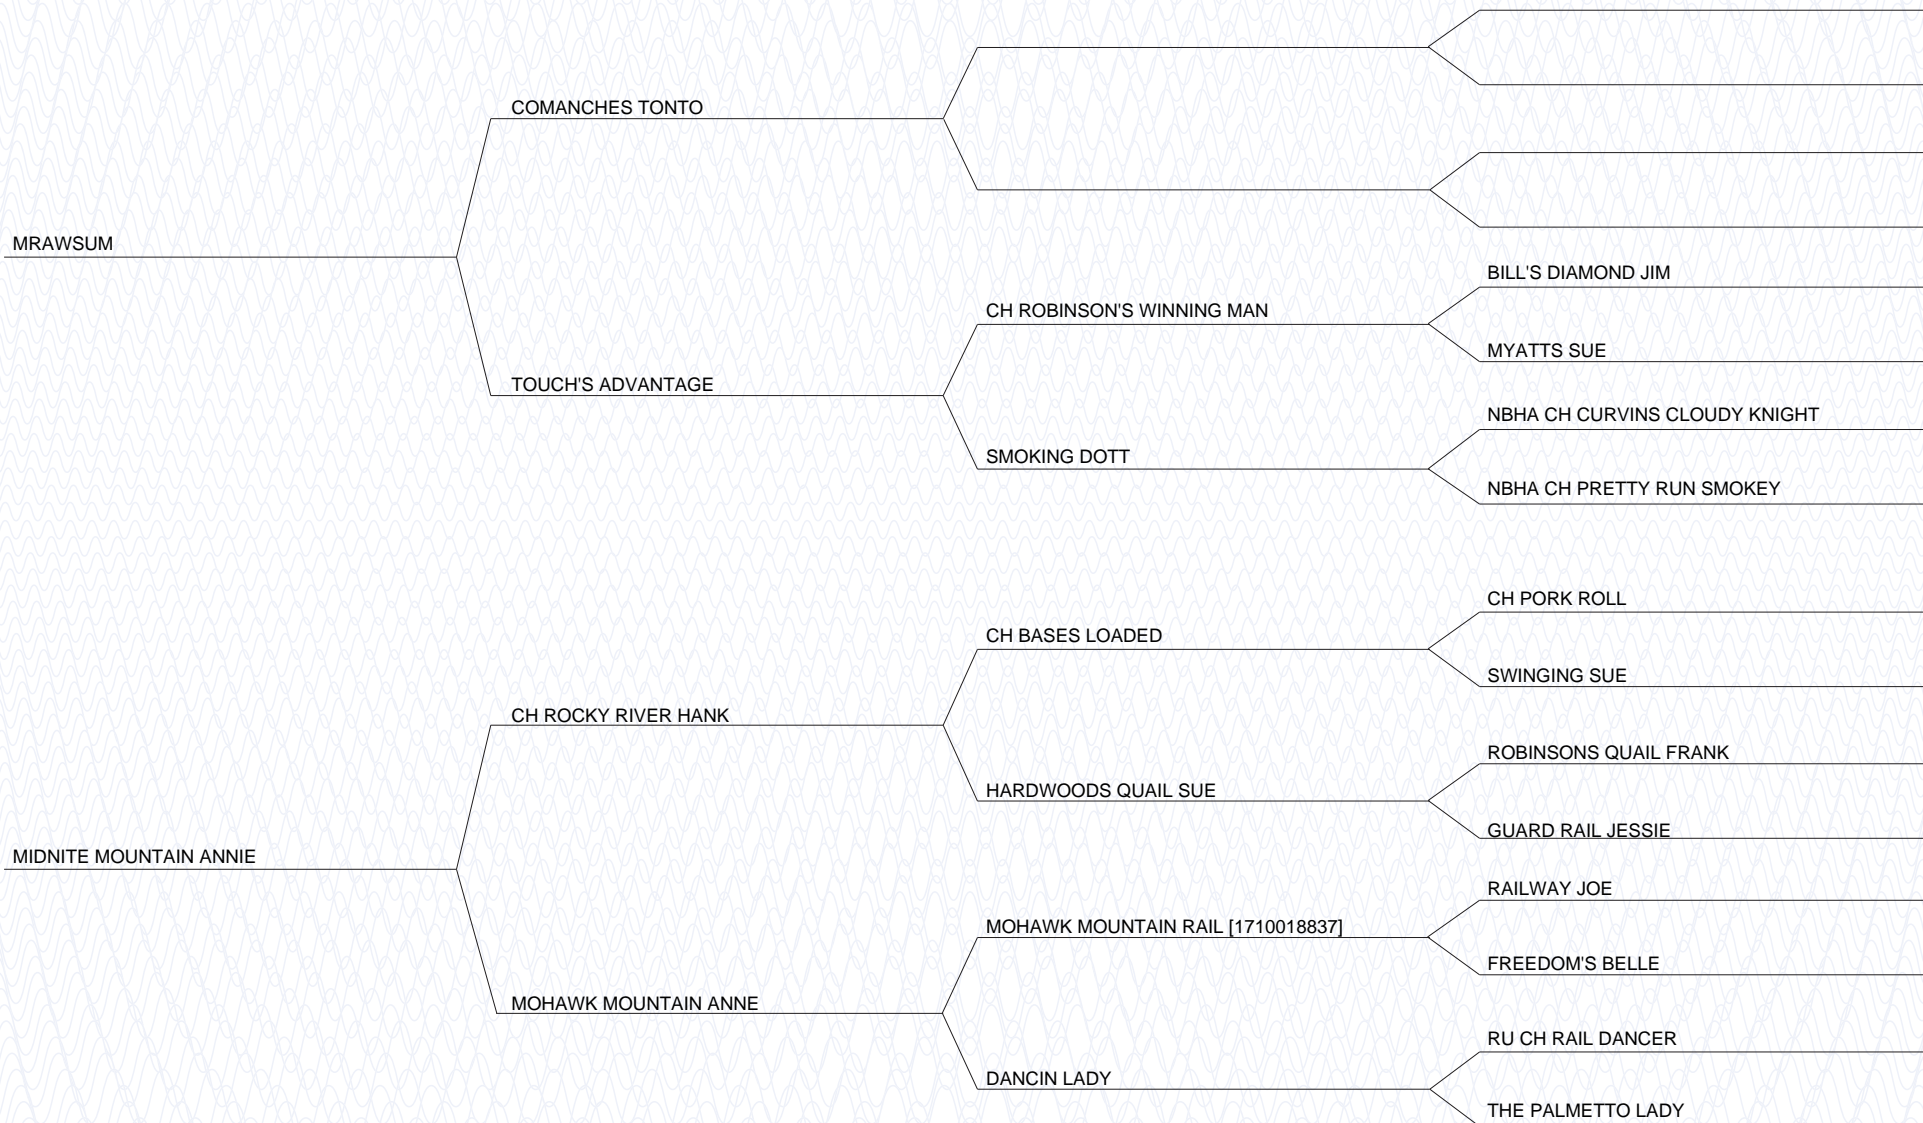 COMANCHES TONTO
MRAWSUM
BILL'S DIAMOND JIM
CH ROBINSON'S WINNING MAN
MYATTS SUE
TOUCH'S ADVANTAGE
NBHA CH CURVINS CLOUDY KNIGHT
SMOKING DOTT
NBHA CH PRETTY RUN SMOKEY
CH PORK ROLL
CH BASES LOADED
SWINGING SUE
CH ROCKY RIVER HANK
ROBINSONS QUAIL FRANK
HARDWOODS QUAIL SUE
GUARD RAIL JESSIE
MIDNITE MOUNTAIN ANNIE
RAILWAY JOE
MOHAWK MOUNTAIN RAIL [1710018837]
FREEDOM'S BELLE
MOHAWK MOUNTAIN ANNE
RU CH RAIL DANCER
DANCIN LADY
THE PALMETTO LADY